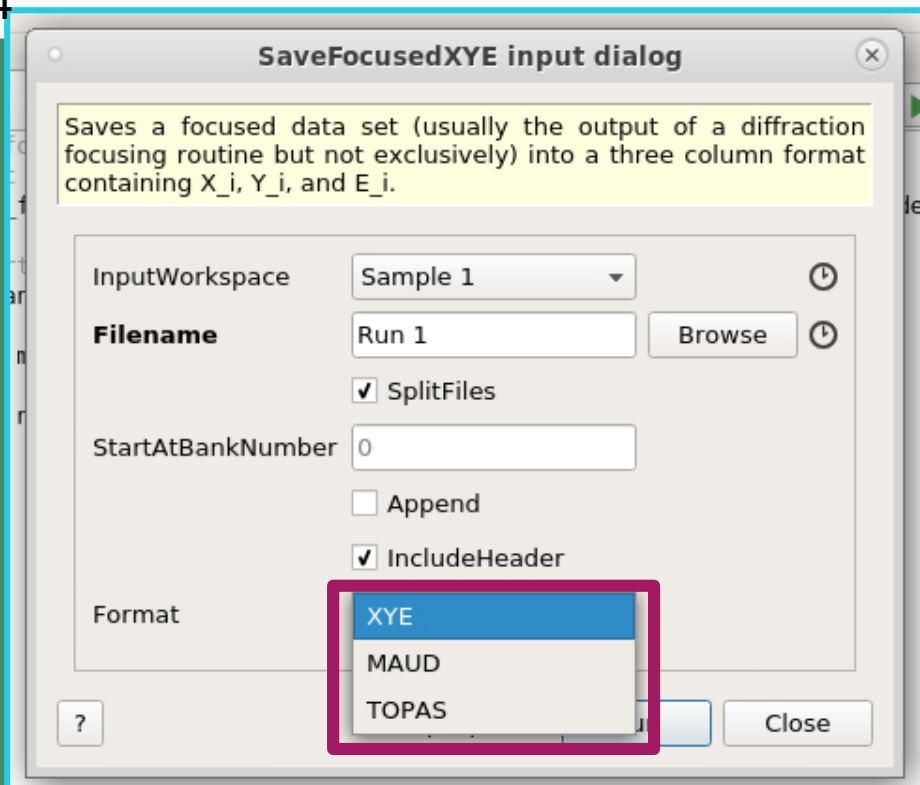 SaveFocusedXYE input dialog
Saves a focused data set (usually the output of a diffraction
focusing routine but not exclusively) into a three column format
containing X_i, Y_i, and E_i.
InputWorkspace Sample 1
Filename Run 1 Browse
SplitFiles
StartAtBankNumber 0
Append
IncludeHeader
Format XYE
MAUD
TOPAS
? Close